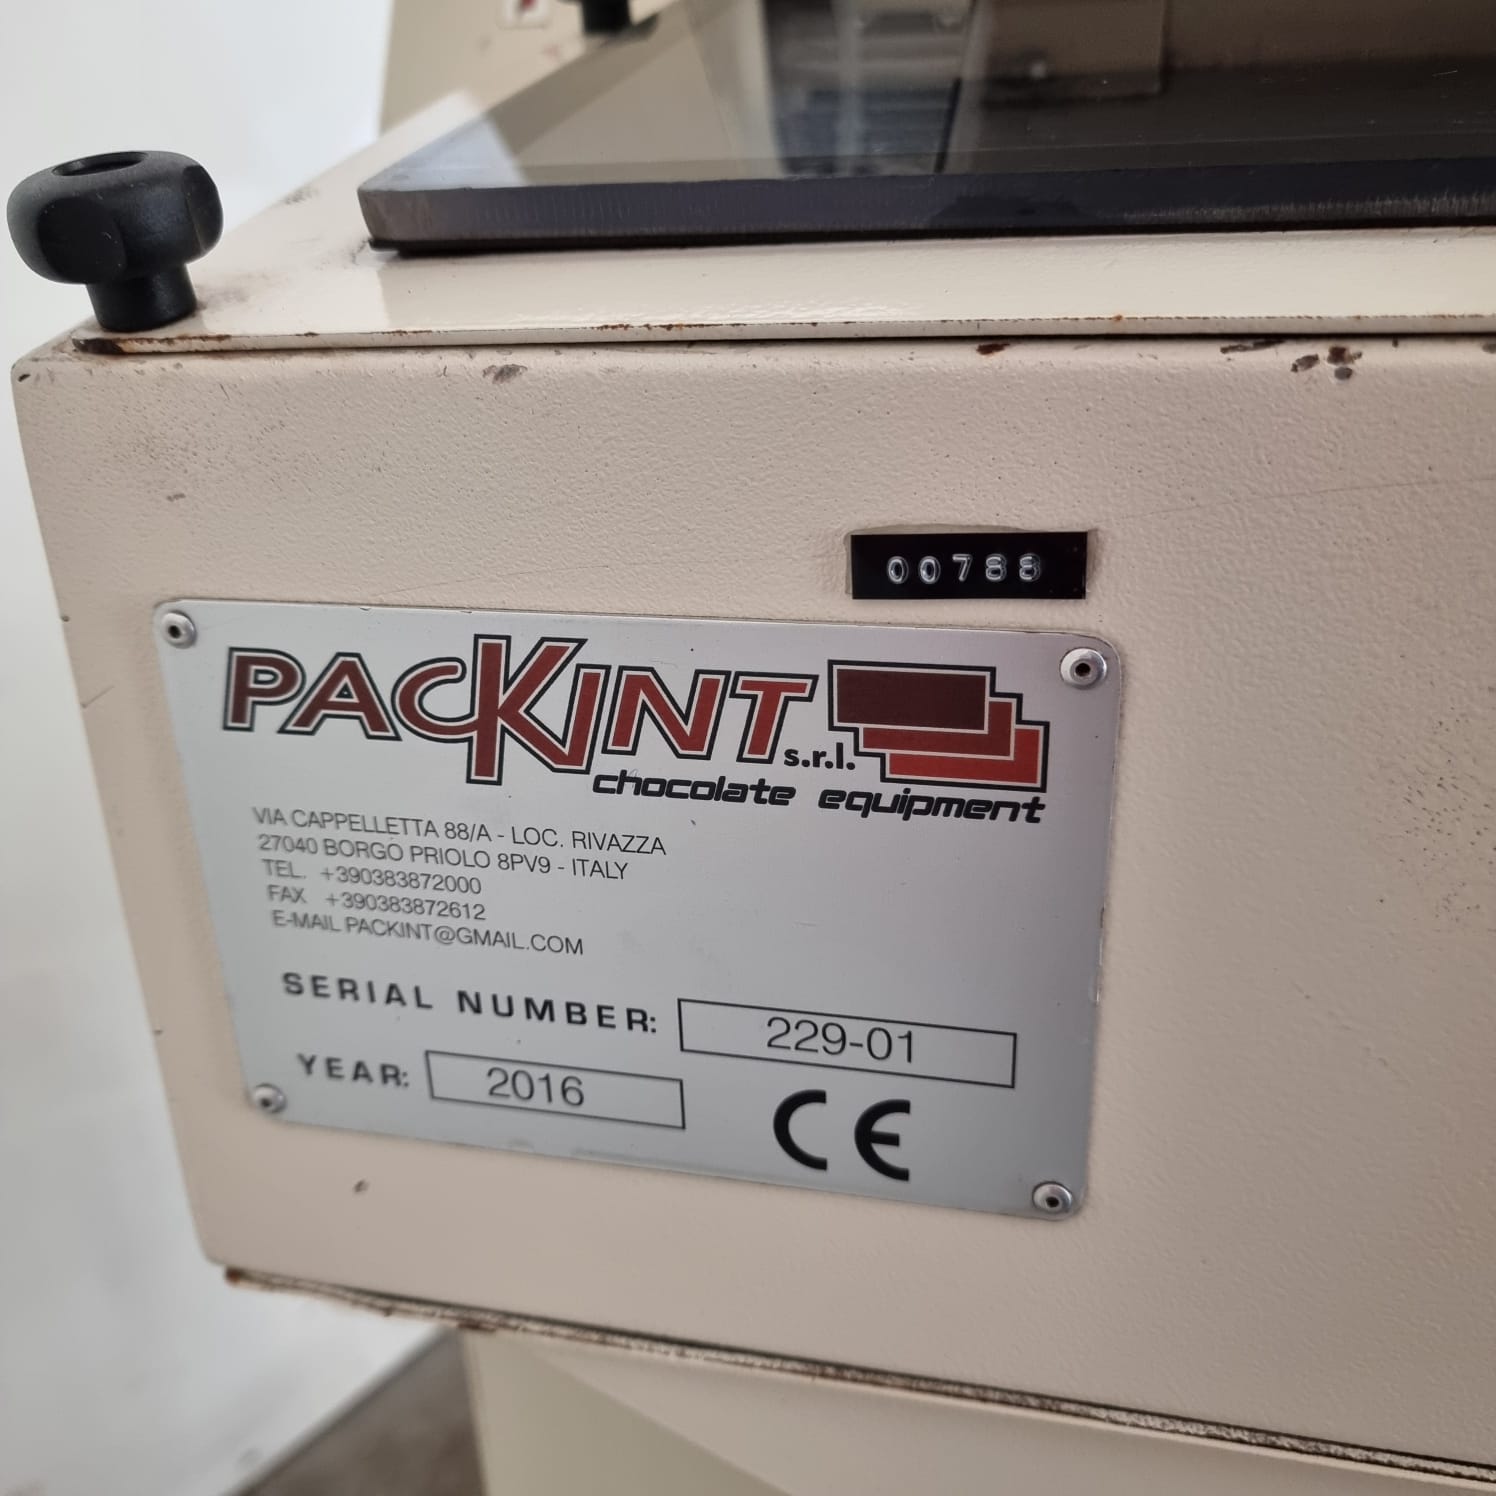 00788
PACKINT s.r.l.
chocolate equipment
VIA CAPPELLETTA 88/A - LOC. RIVAZZA
27040 BORGO PRIOLO 8PV9 - ITALY
TEL. +390383872000
FAX +390383872612
E-MAIL PACKINT@GMAIL.COM
SERIAL NUMBER: 229-01
YEAR: 2016
CE